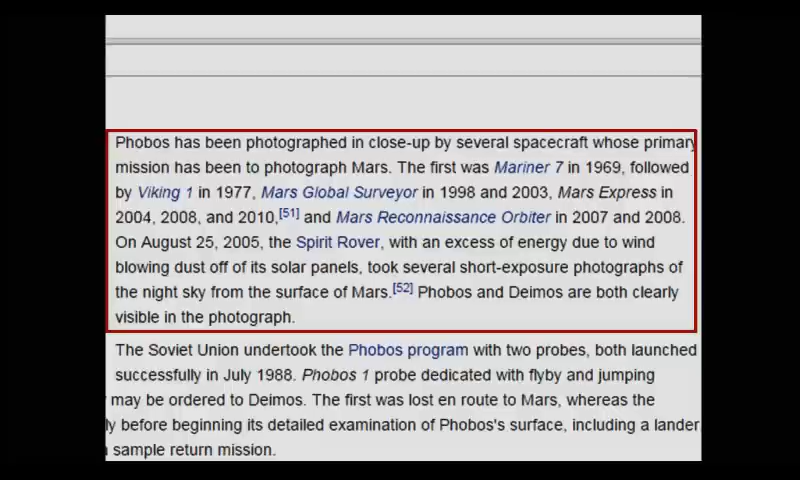 Phobos has been photographed in close-up by several spacecraft whose primary
mission has been to photograph Mars. The first was Mariner 7 in 1969, followed
by Viking 1 in 1977, Mars Global Surveyor in 1998 and 2003, Mars Express in
2004, 2008, and 2010,[51] and Mars Reconnaissance Orbiter in 2007 and 2008.
On August 25, 2005, the Spirit Rover, with an excess of energy due to wind
blowing dust off of its solar panels, took several short-exposure photographs of
the night sky from the surface of Mars.[52] Phobos and Deimos are both clearly
visible in the photograph.
The Soviet Union undertook the Phobos program with two probes, both launched
successfully in July 1988. Phobos 1 probe dedicated with flyby and jumping
may be ordered to Deimos. The first was lost en route to Mars, whereas the
before beginning its detailed examination of Phobos's surface, including a lander
sample return mission.